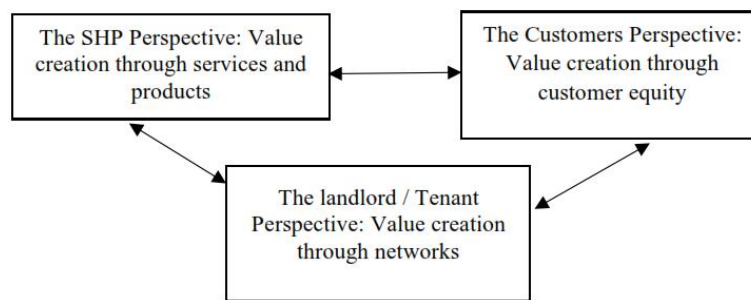 The SHP Perspective: Value
creation through services and
products
The Customers Perspective:
Value creation through
customer equity
The landlord / Tenant
Perspective: Value creation
through networks